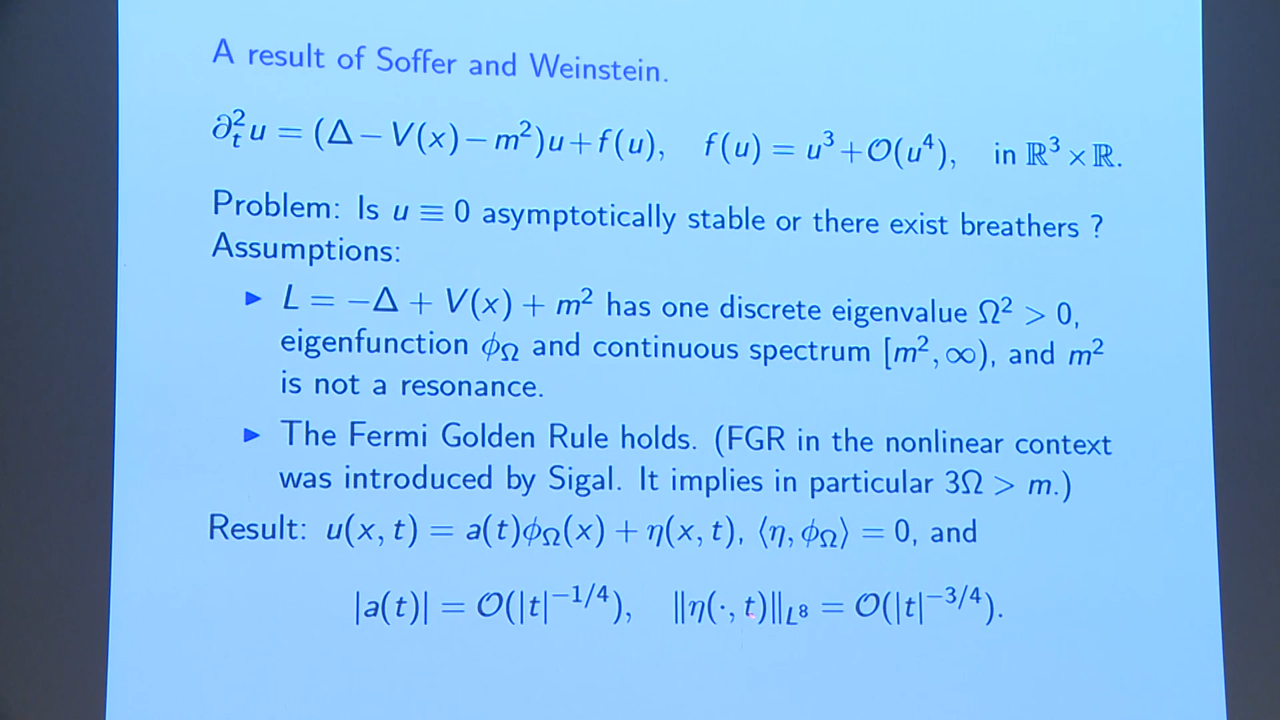 A result of Soffer and Weinstein.
∂ₜ²u = (Δ − V(x) − m²)u + f(u), f(u) = u³ + O(u⁴), in ℝ³ × ℝ.
Problem: Is u ≡ 0 asymptotically stable or there exist breathers ?
Assumptions:
▶ L = −Δ + V(x) + m² has one discrete eigenvalue Ω² > 0,
eigenfunction ϕ_Ω and continuous spectrum [m², ∞), and m²
is not a resonance.
▶ The Fermi Golden Rule holds. (FGR in the nonlinear context
was introduced by Sigal. It implies in particular 3Ω > m.)
Result: u(x, t) = a(t)ϕ_Ω(x) + η(x, t), ⟨η, ϕ_Ω⟩ = 0, and
|a(t)| = O(|t|^{−1/4}), ‖η(·, t)‖_{L⁸} = O(|t|^{−3/4}).